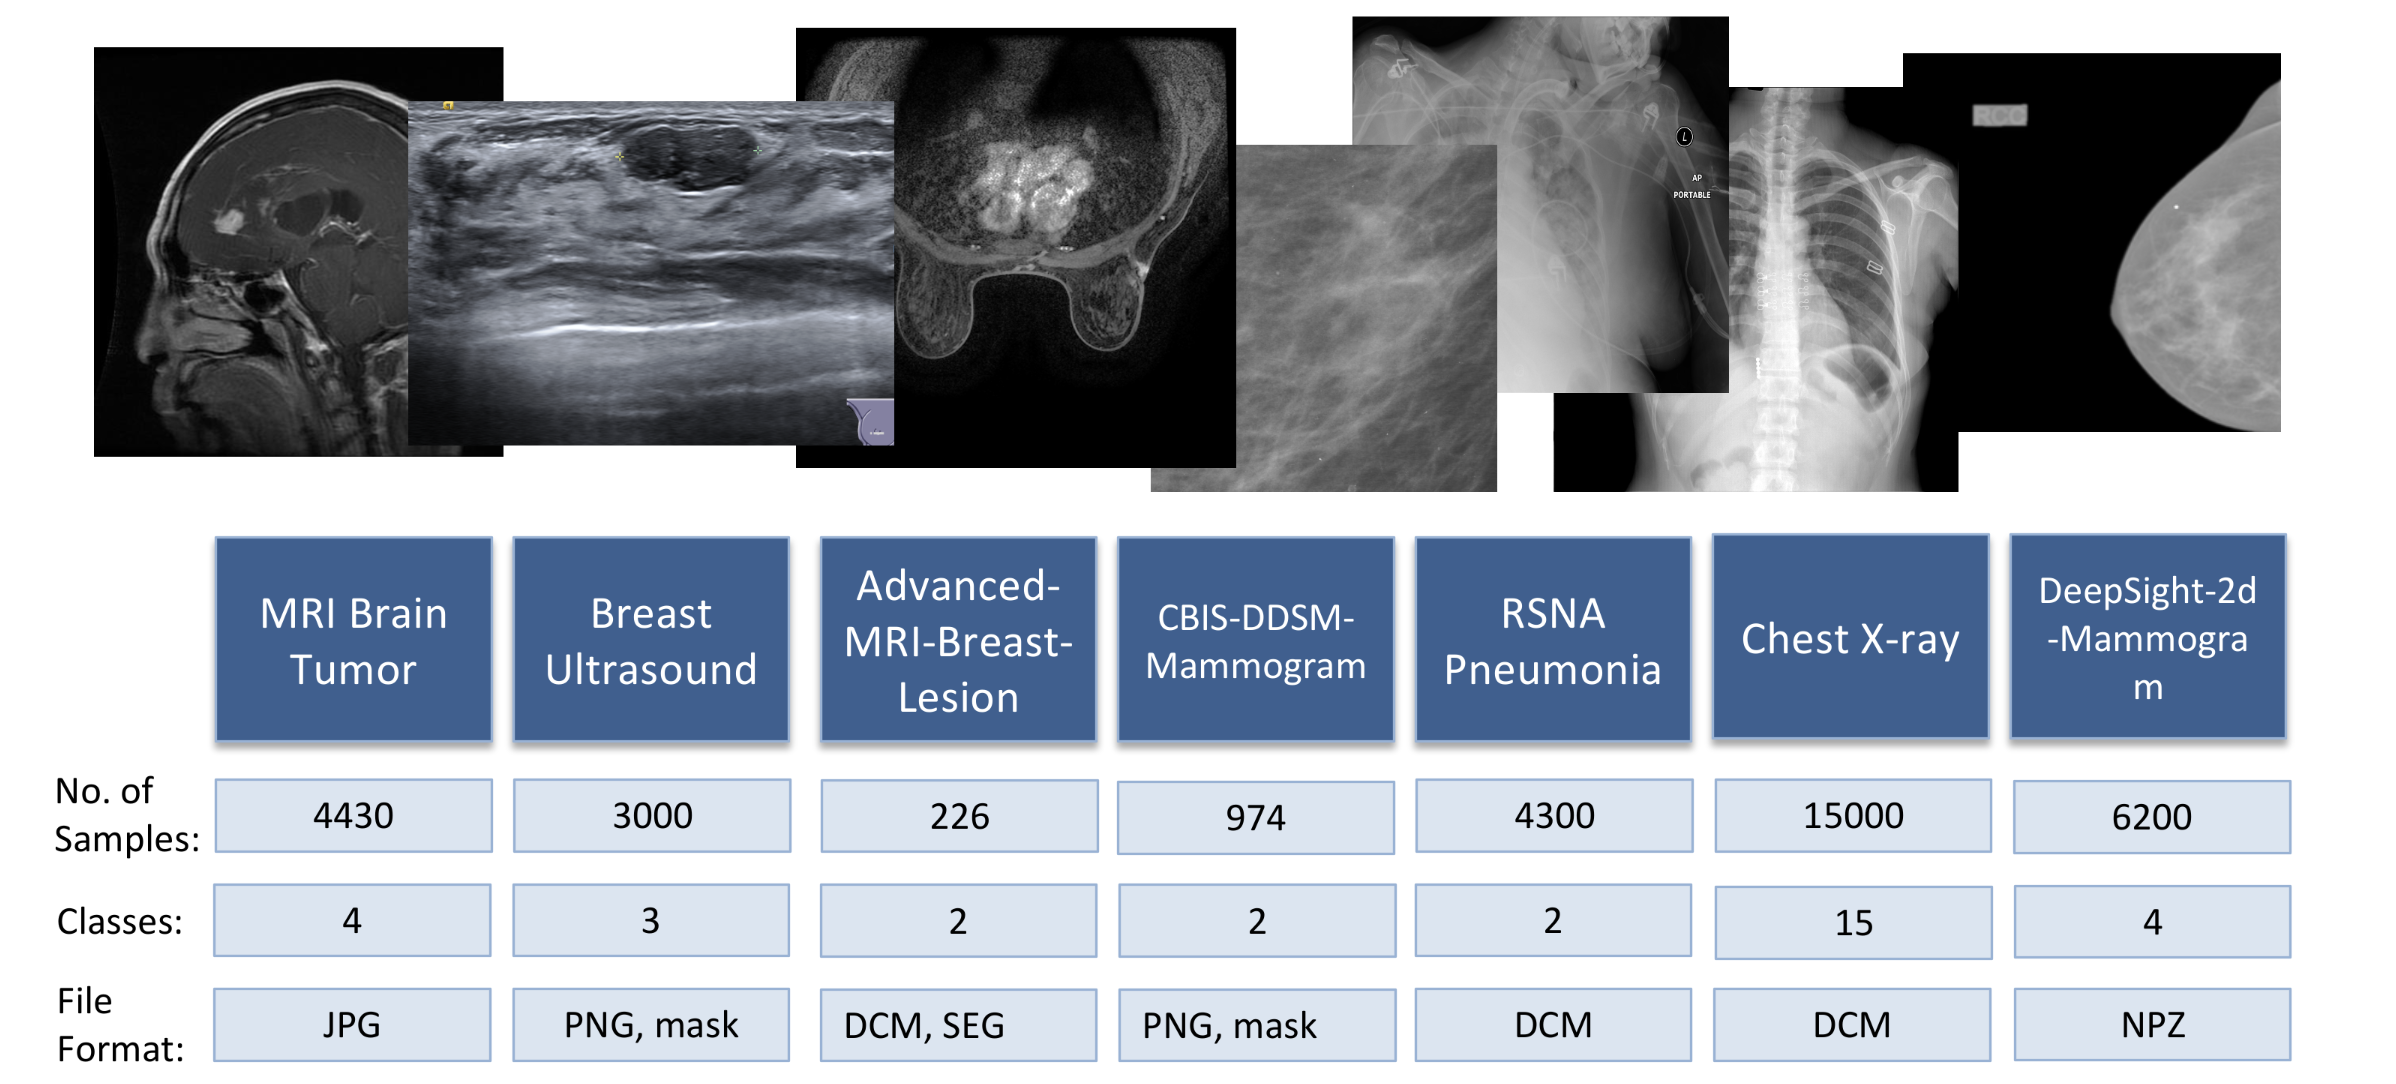 RCC
L
AP
PORTABLE
MRI Brain
Tumor
Breast
Ultrasound
Advanced-
MRI-Breast-
Lesion
CBIS-DDSM-
Mammogram
RSNA
Pneumonia
Chest X-ray
DeepSight-2d
-Mammogra
m
No. of
Samples:
4430
3000
226
974
4300
15000
6200
Classes:
4
3
2
2
2
15
4
File
Format:
JPG
PNG, mask
DCM, SEG
PNG, mask
DCM
DCM
NPZ